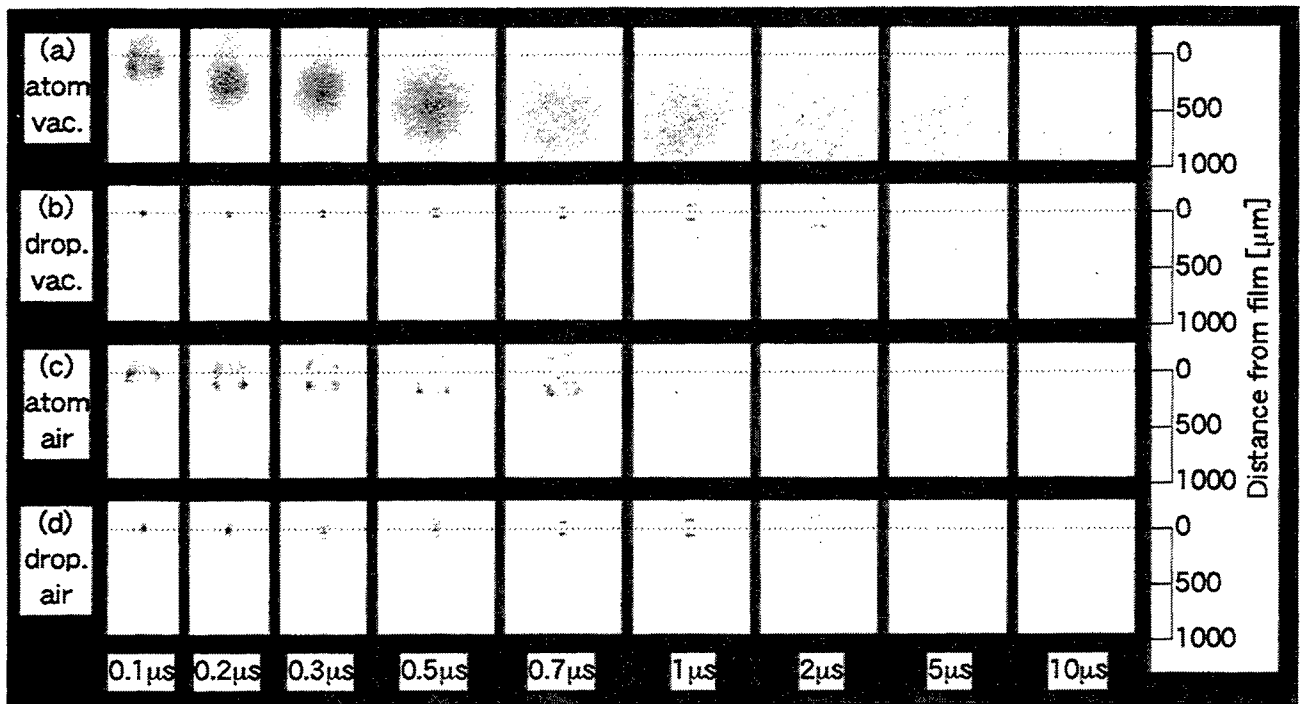 (a)
atom
vac.
0
500
1000
(b)
drop.
vac.
0
500
1000
(c)
atom
air
0
500
1000
(d)
drop.
air
0
500
1000
Distance from film [μm]
0.1μs 0.2μs 0.3μs 0.5μs 0.7μs 1μs 2μs 5μs 10μs